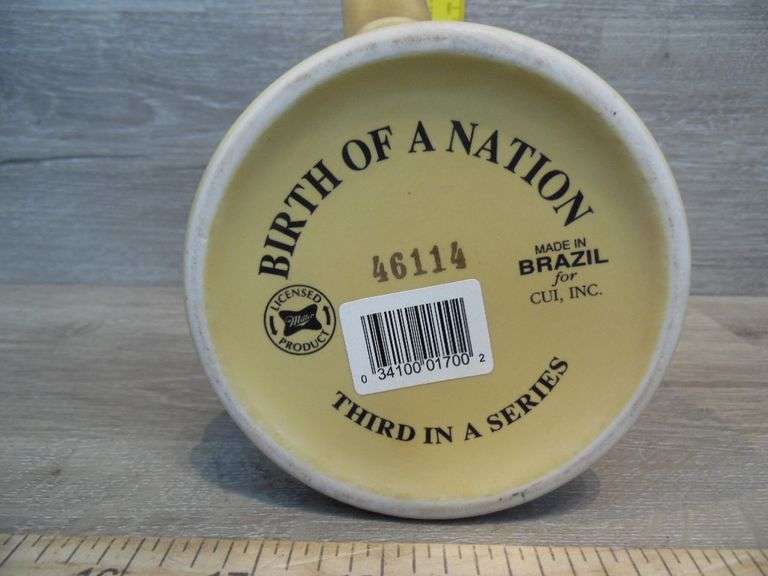 BIRTH OF A NATION
46114
MADE IN
BRAZIL
for
CUI, INC.
LICENSED
Miller
PRODUCT
0 34100 01700 2
THIRD IN A SERIES